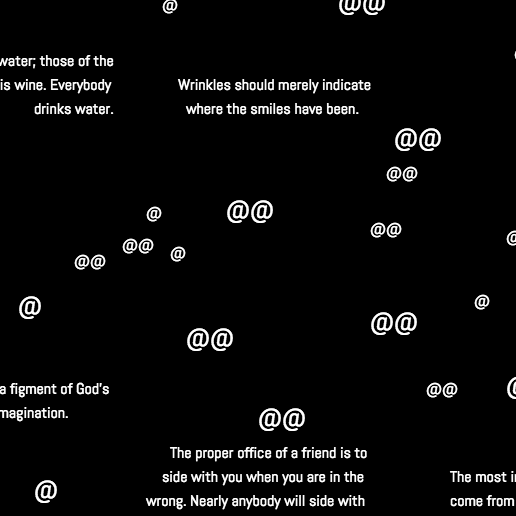 @
@@
water; those of the
is wine. Everybody
drinks water.
Wrinkles should merely indicate
where the smiles have been.
@@
@@
@
@@
@@
@@
@
@@
@
@
@
@@
@@
a figment of God's
magination.
@@
@@
The proper office of a friend is to
side with you when you are in the
wrong. Nearly anybody will side with
@
The most
come from